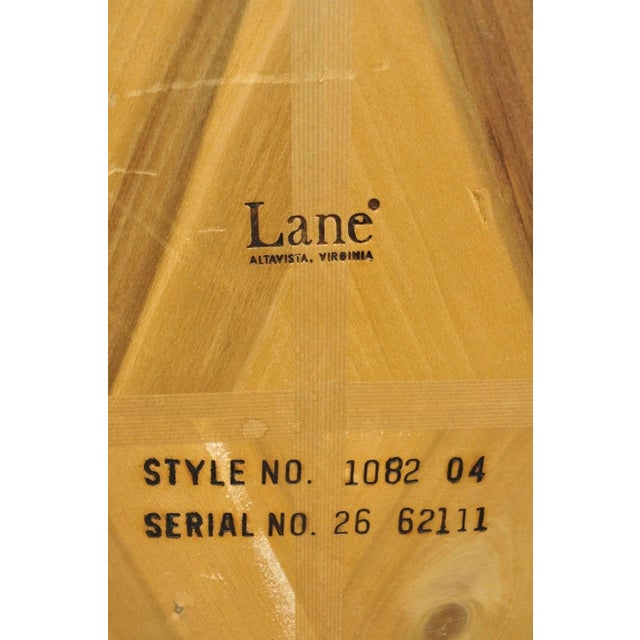 Lane
ALTAVISTA, VIRGINIA
STYLE NO. 1082 04
SERIAL NO. 26 62111